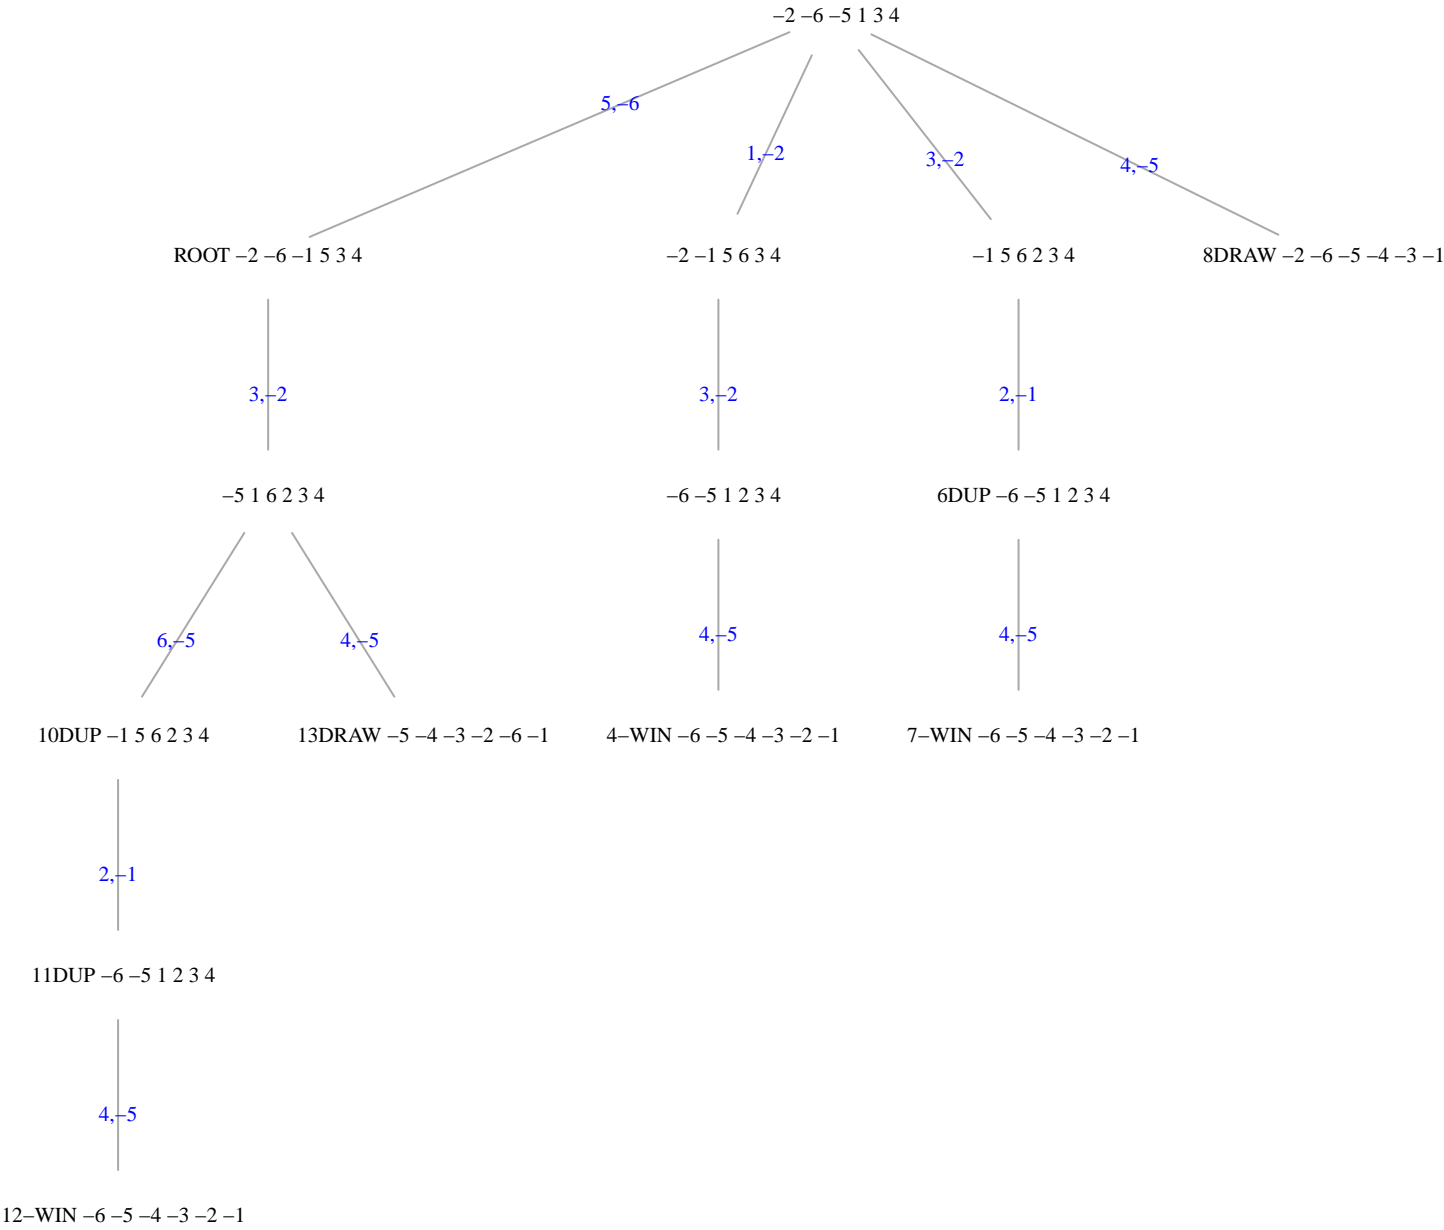 –2 –6 –5 1 3 4
5,–6
1,–2
3,–2
4,–5
ROOT –2 –6 –1 5 3 4
–2 –1 5 6 3 4
–1 5 6 2 3 4
8DRAW –2 –6 –5 –4 –3 –1
3,–2
3,–2
2,–1
–5 1 6 2 3 4
–6 –5 1 2 3 4
6DUP –6 –5 1 2 3 4
6,–5
4,–5
4,–5
4,–5
10DUP –1 5 6 2 3 4
13DRAW –5 –4 –3 –2 –6 –1
4–WIN –6 –5 –4 –3 –2 –1
7–WIN –6 –5 –4 –3 –2 –1
2,–1
11DUP –6 –5 1 2 3 4
4,–5
12–WIN –6 –5 –4 –3 –2 –1